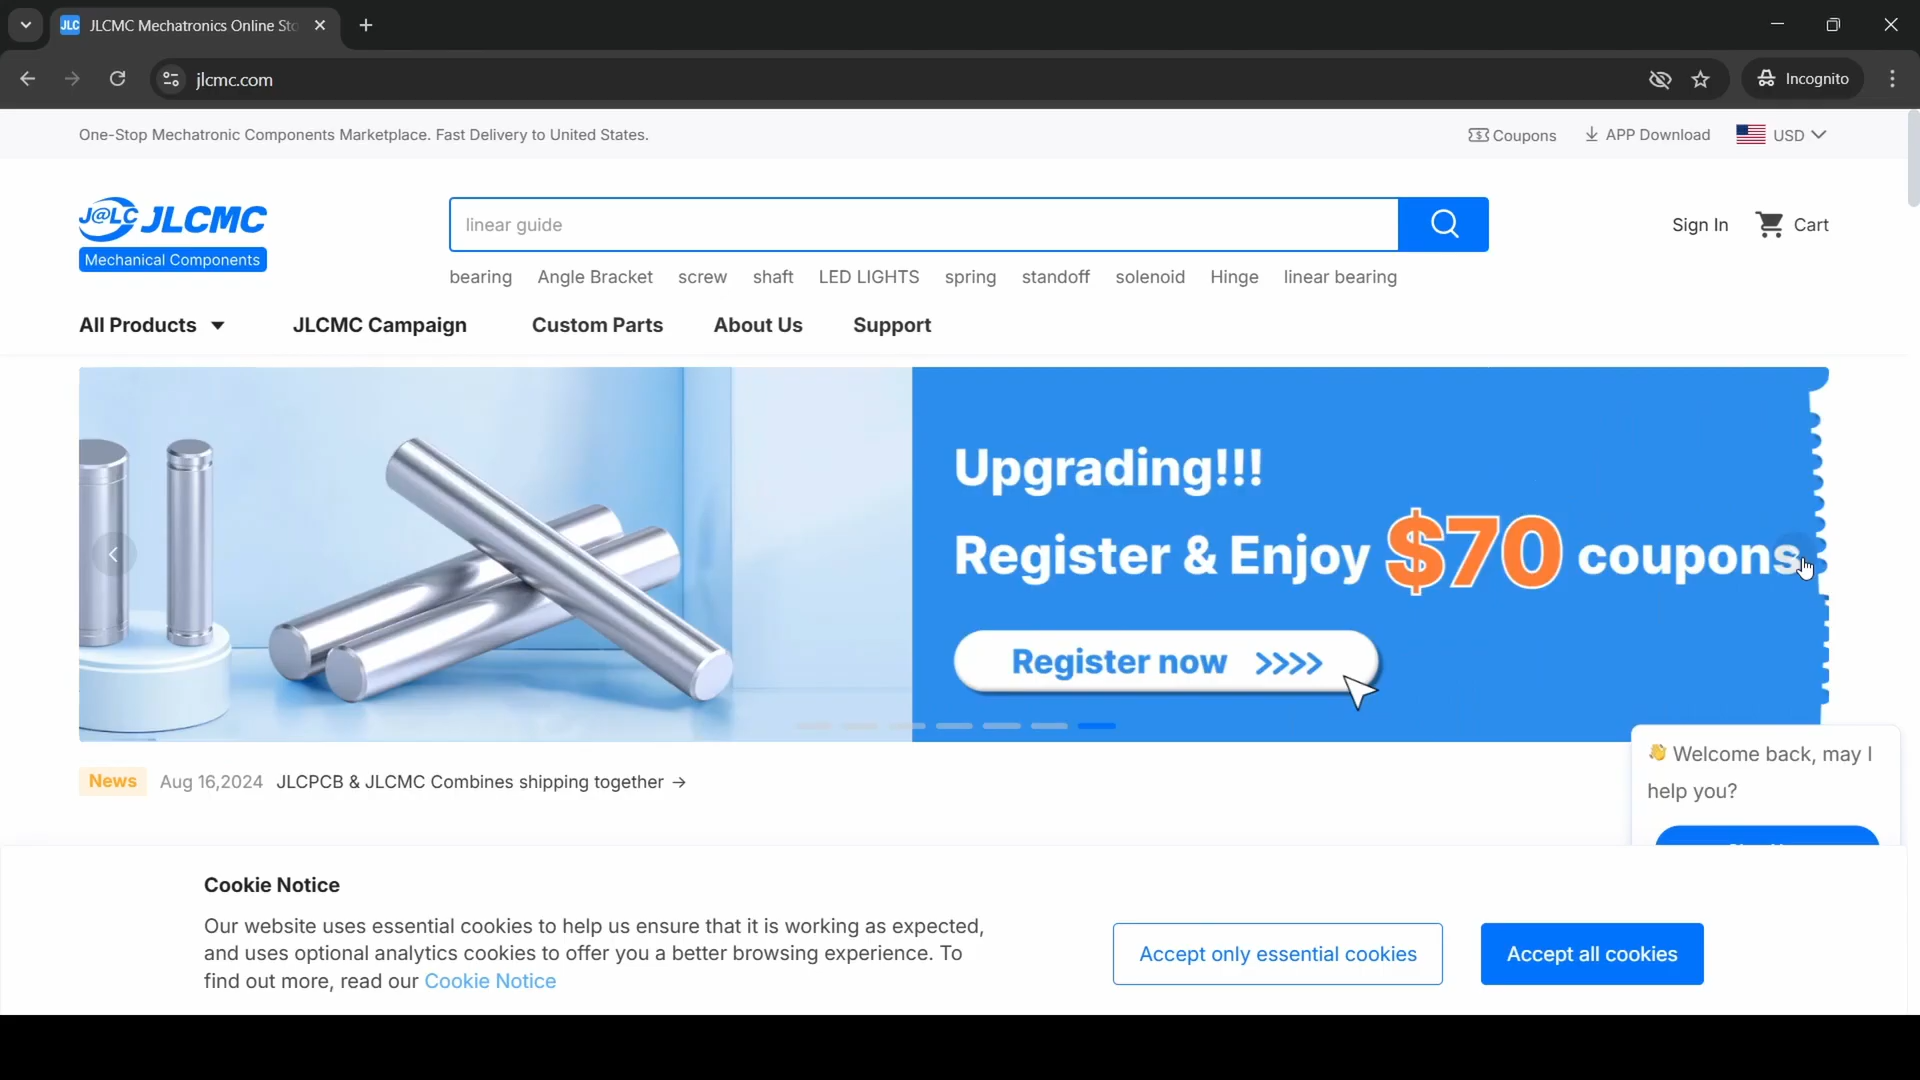 JLC JLCMC Mechatronics Online Sto
jlcmc.com
Incognito
One-Stop Mechatronic Components Marketplace. Fast Delivery to United States.
Coupons APP Download USD
J@LC JLCMC
Mechanical Components
linear guide
Sign In Cart
bearing Angle Bracket screw shaft LED LIGHTS spring standoff solenoid Hinge linear bearing
All Products JLCMC Campaign Custom Parts About Us Support
Upgrading!!!
Register & Enjoy $70 coupons
Register now >>>>
News Aug 16,2024 JLCPCB & JLCMC Combines shipping together →
👋 Welcome back, may I
help you?
Cookie Notice
Our website uses essential cookies to help us ensure that it is working as expected,
and uses optional analytics cookies to offer you a better browsing experience. To
find out more, read our Cookie Notice
Accept only essential cookies
Accept all cookies